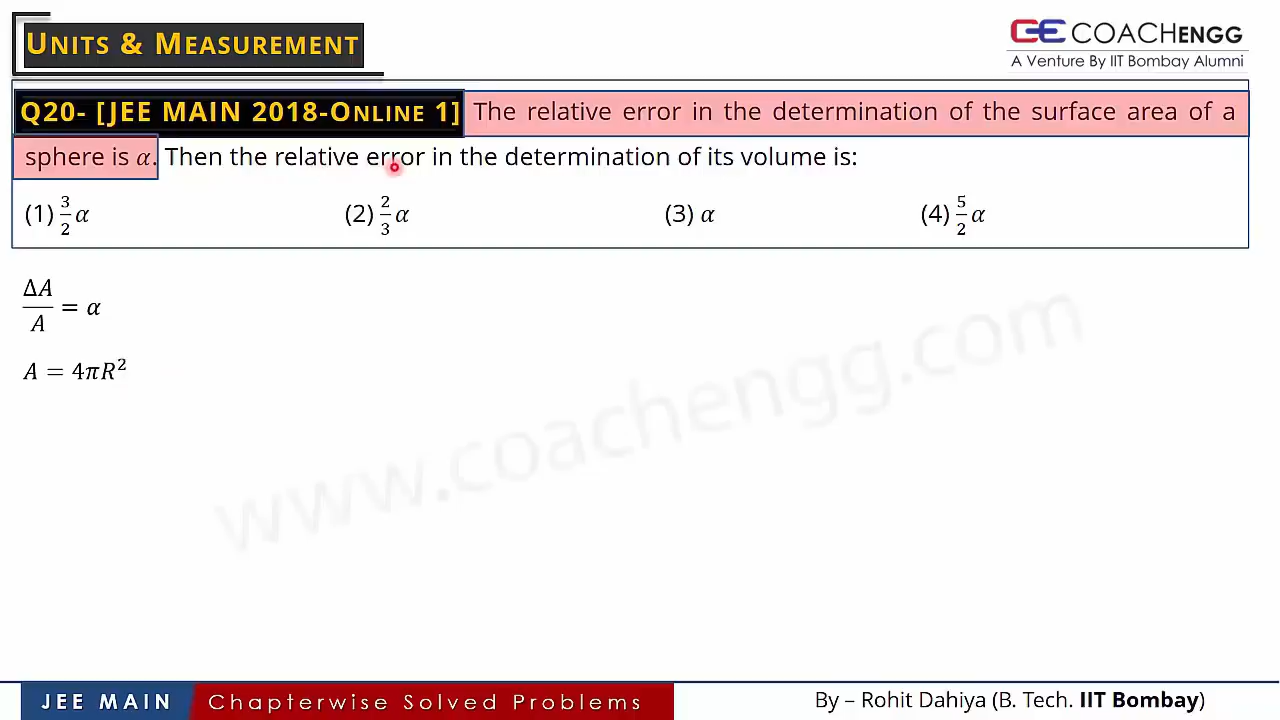 UNITS & MEASUREMENT
CECOACHENGG
A Venture By IIT Bombay Alumni
Q20- [JEE MAIN 2018-ONLINE 1] The relative error in the determination of the surface area of a
sphere is α. Then the relative error in the determination of its volume is:
(1) 3/2 α (2) 2/3 α (3) α (4) 5/2 α
ΔA/A = α
A = 4πR²
www.coachengg.com
JEE MAIN Chapterwise Solved Problems By – Rohit Dahiya (B. Tech. IIT Bombay)